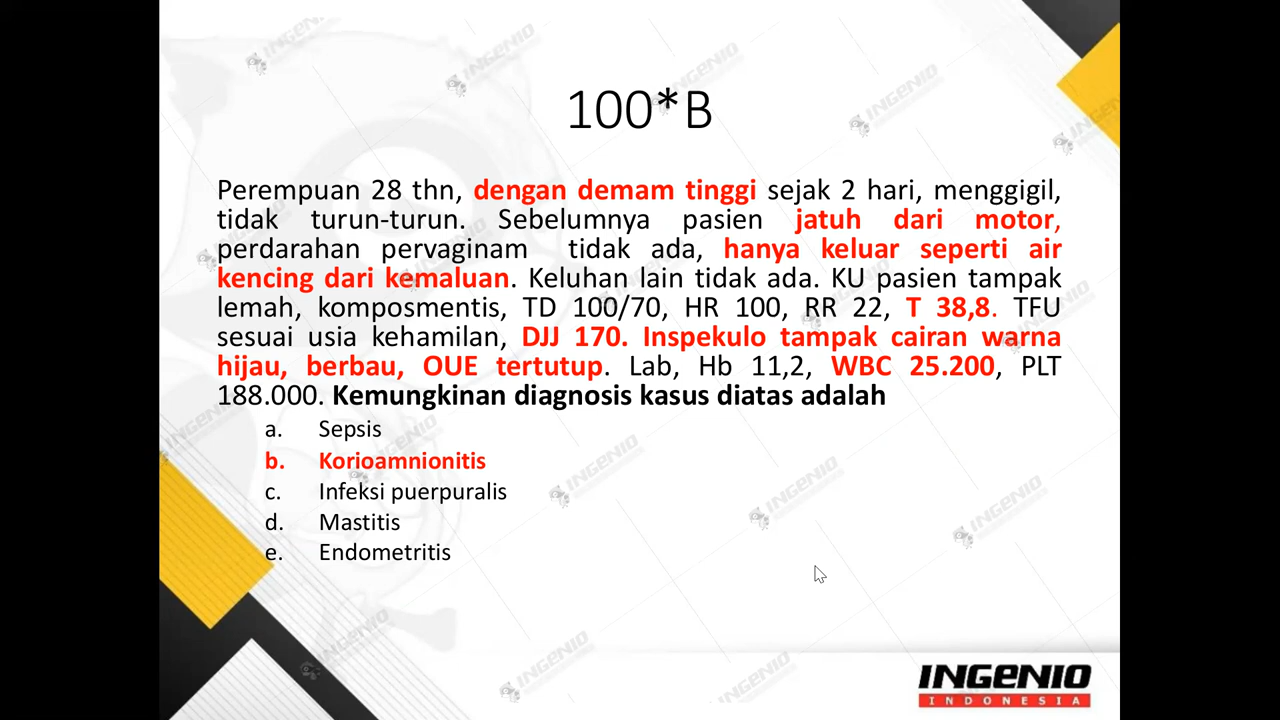 100*B
Perempuan 28 thn, dengan demam tinggi sejak 2 hari, menggigil,
tidak turun-turun. Sebelumnya pasien jatuh dari motor,
perdarahan pervaginam tidak ada, hanya keluar seperti air
kencing dari kemaluan. Keluhan lain tidak ada. KU pasien tampak
lemah, komposmentis, TD 100/70, HR 100, RR 22, T 38,8. TFU
sesuai usia kehamilan, DJJ 170. Inspekulo tampak cairan warna
hijau, berbau, OUE tertutup. Lab, Hb 11,2, WBC 25.200, PLT
188.000. Kemungkinan diagnosis kasus diatas adalah
a. Sepsis
b. Korioamnionitis
c. Infeksi puerpuralis
d. Mastitis
e. Endometritis
INGENIO
INDONESIA